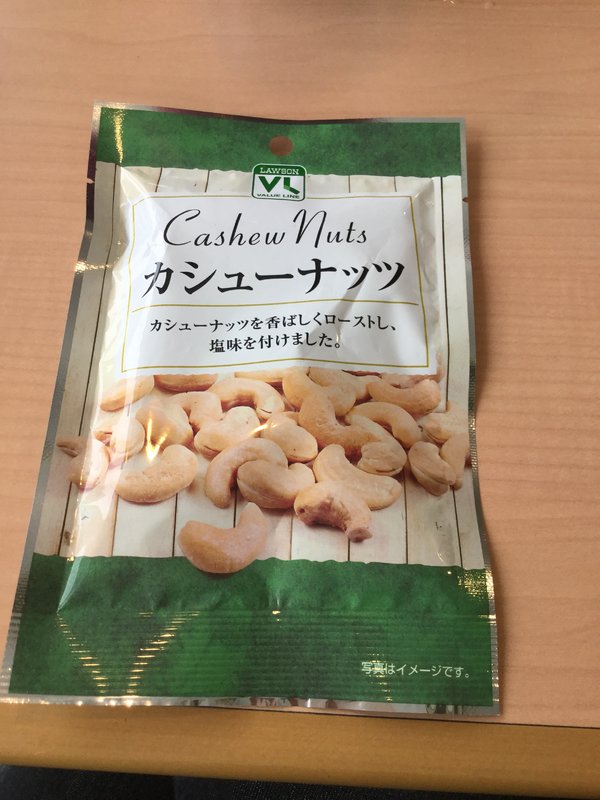 LAWSON
VL
VALUE LINE
Cashew Nuts
カシューナッツ
カシューナッツを香ばしくローストし、
塩味を付けました。
写真はイメージです。